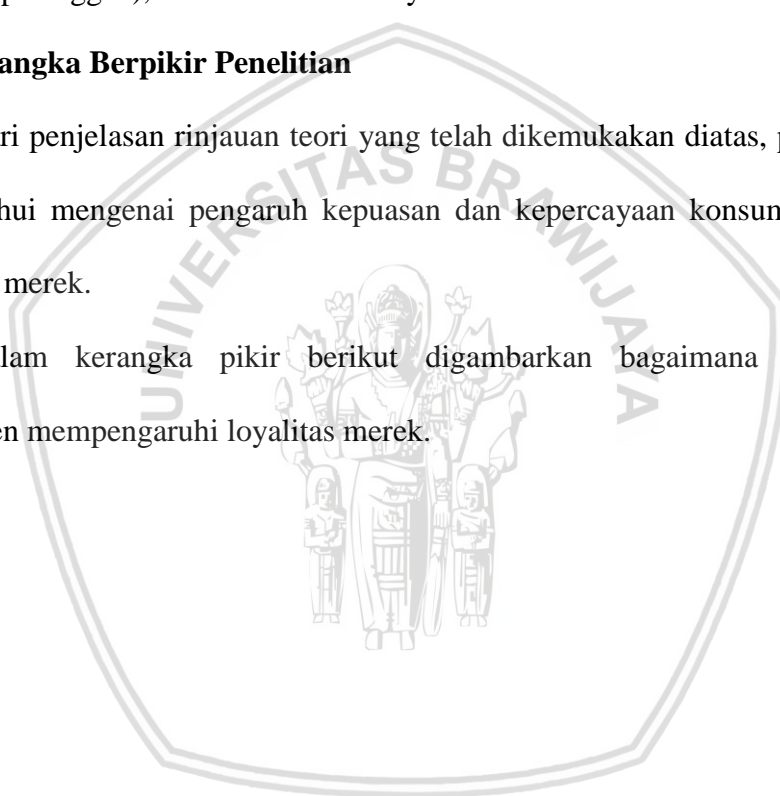 angka Berpikir Penelitian
ri penjelasan rinjauan teori yang telah dikemukakan diatas, p
hui mengenai pengaruh kepuasan dan kepercayaan konsum
merek.
lam kerangka pikir berikut digambarkan bagaimana
en mempengaruhi loyalitas merek.
UNIVERSITAS BRAWIJAYA